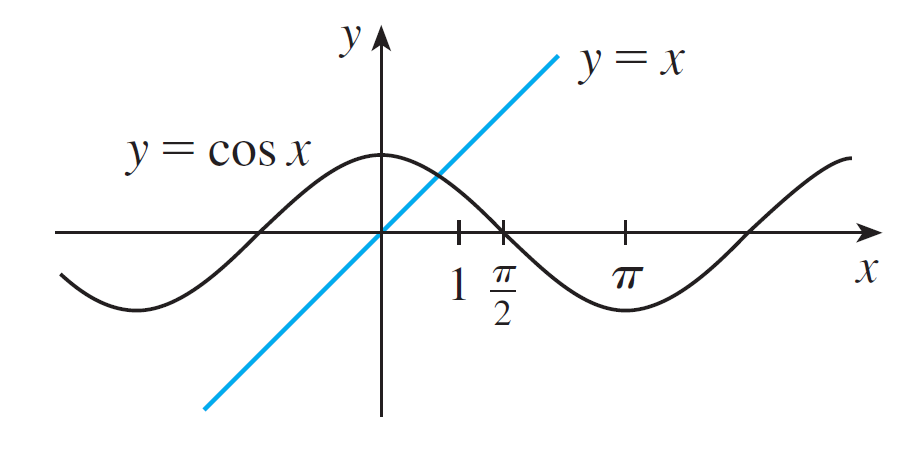 y
y = x
y = cos x
1
π/2
π
x